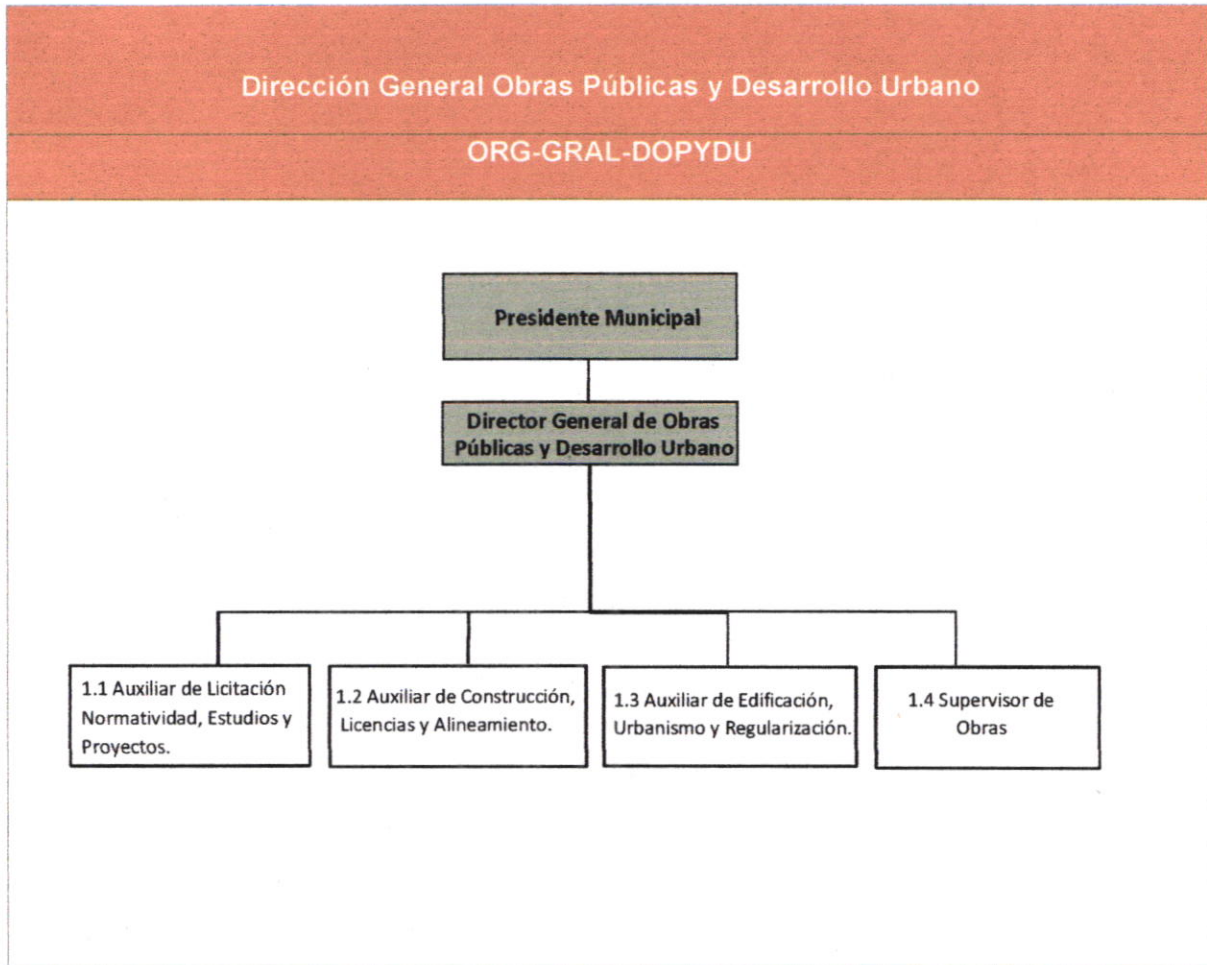 Dirección General Obras Públicas y Desarrollo Urbano
ORG-GRAL-DOPYDU
Presidente Municipal
Director General de Obras
Públicas y Desarrollo Urbano
1.1 Auxiliar de Licitación
Normatividad, Estudios y
Proyectos.
1.2 Auxiliar de Construcción,
Licencias y Alineamiento.
1.3 Auxiliar de Edificación,
Urbanismo y Regularización.
1.4 Supervisor de
Obras